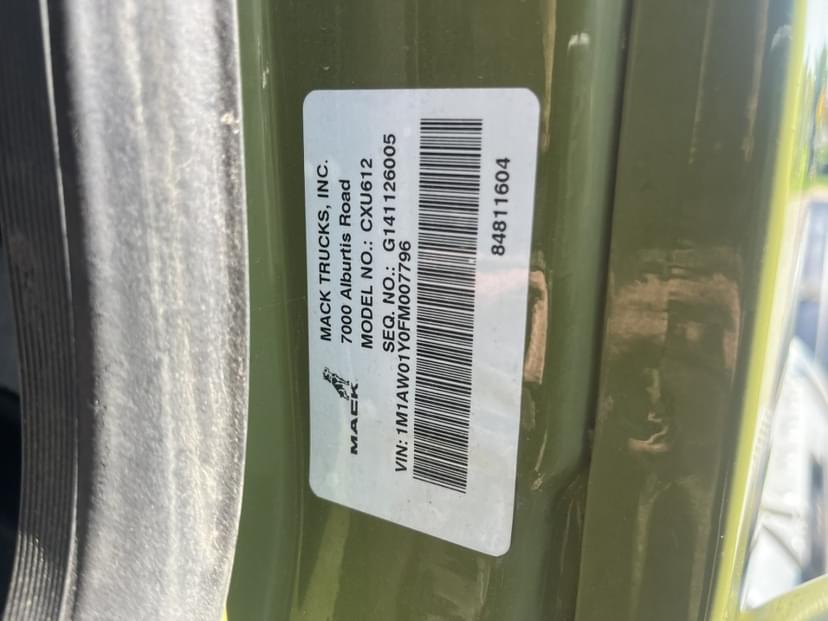 MACK TRUCKS, INC.
7000 Alburtis Road
MODEL NO.: CXU612
SEQ. NO.: G141126005
MACK
VIN: 1M1AW01Y0FM007796
84811604